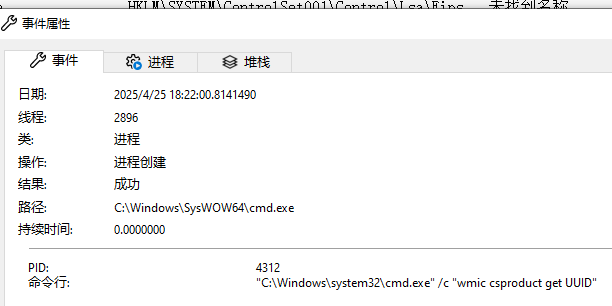 HKLM\SYSTEM\ControlSet001\Control\Lsa\Fips 未找到名称
事件属性
事件 进程 堆栈
日期: 2025/4/25 18:22:00.8141490
线程: 2896
类: 进程
操作: 进程创建
结果: 成功
路径: C:\Windows\SysWOW64\cmd.exe
持续时间: 0.0000000
PID: 4312
命令行: "C:\Windows\system32\cmd.exe" /c "wmic csproduct get UUID"